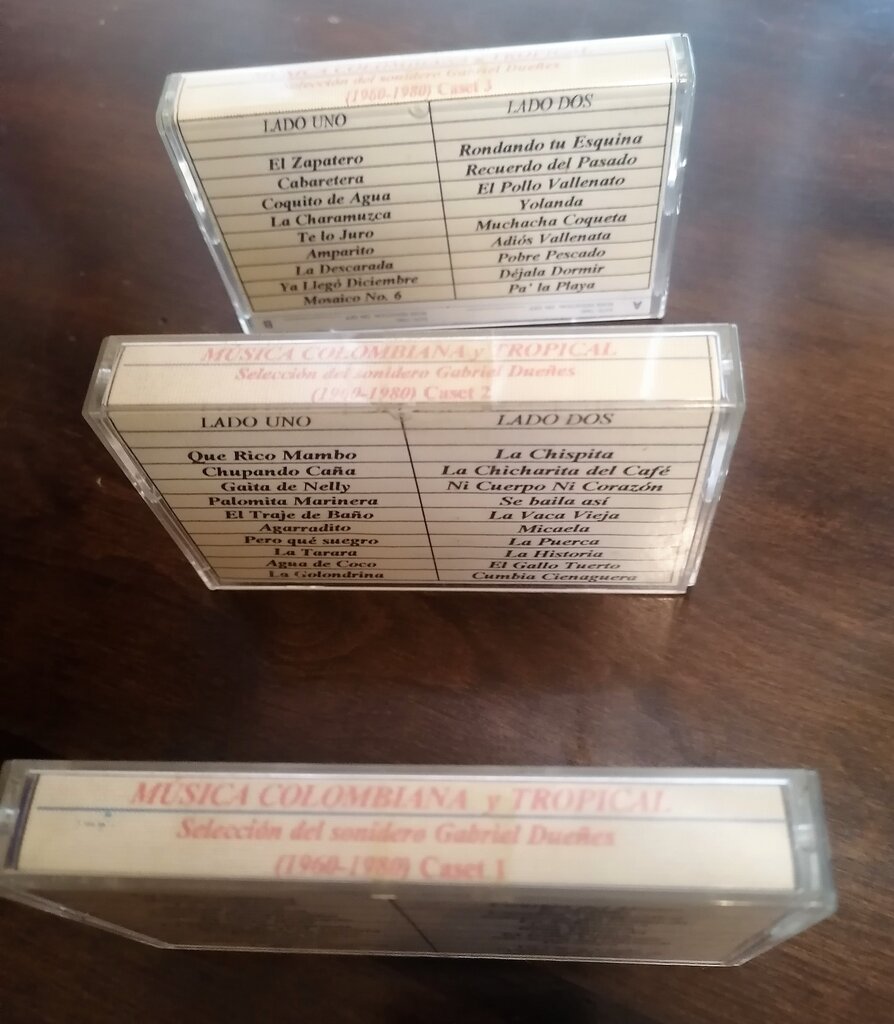 MÚSICA COLOMBIANA y TROPICAL
Selección del sonidero Gabriel Dueñes
(1960-1980) Caset 3
LADO UNO
El Zapatero
Cabaretera
Coquito de Agua
La Charamuzca
Te lo Juro
Amparito
La Descarada
Ya Llegó Diciembre
Mosaico No. 6
LADO DOS
Rondando tu Esquina
Recuerdo del Pasado
El Pollo Vallenato
Yolanda
Muchacha Coqueta
Adiós Vallenata
Pobre Pescado
Déjala Dormir
Pa' la Playa
B
A
MÚSICA COLOMBIANA y TROPICAL
Selección del sonidero Gabriel Dueñes
(1960-1980) Caset 2
LADO UNO
Que Rico Mambo
Chupando Caña
Gaita de Nelly
Palomita Marinera
El Traje de Baño
Agarradito
Pero qué suegro
La Tarara
Agua de Coco
La Golondrina
LADO DOS
La Chispita
La Chicharita del Café
Ni Cuerpo Ni Corazón
Se baila así
La Vaca Vieja
Micaela
La Puerca
La Historia
El Gallo Tuerto
Cumbia Cienaguera
MÚSICA COLOMBIANA y TROPICAL
Selección del sonidero Gabriel Dueñes
(1960-1980) Caset 1